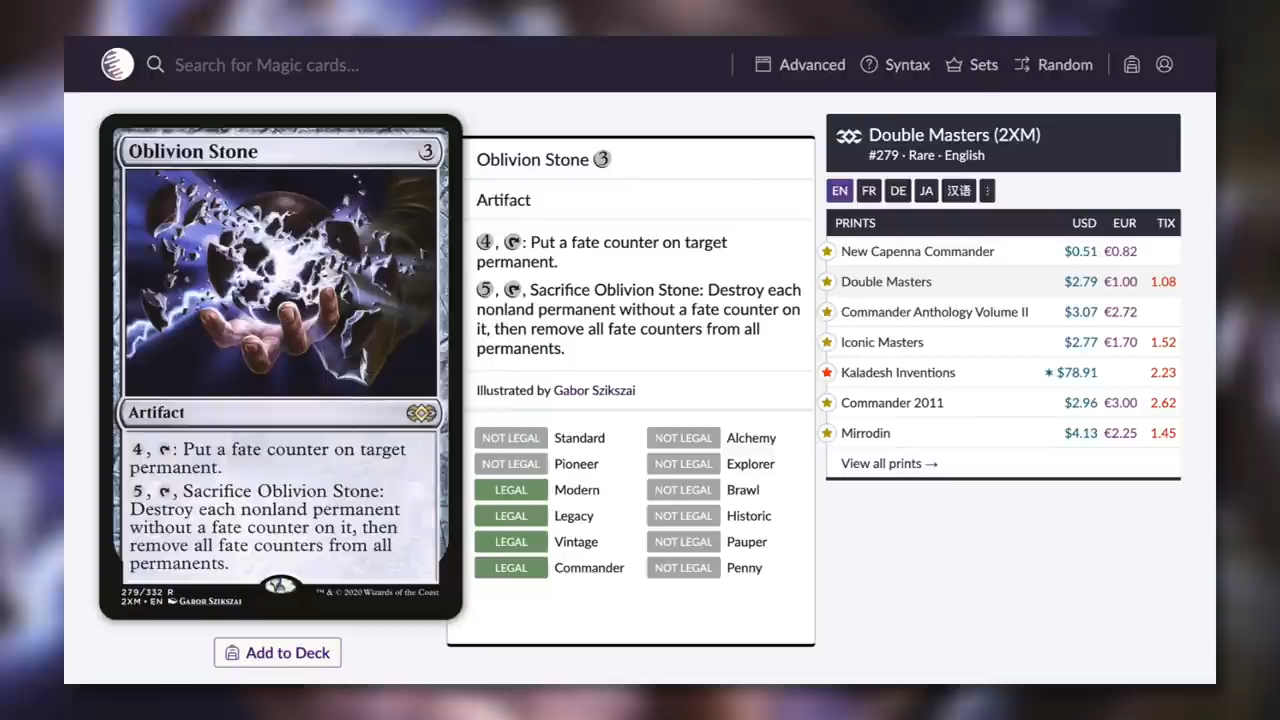 Search for Magic cards...
Advanced
Syntax
Sets
Random
Oblivion Stone 3
Artifact
4, : Put a fate counter on target
permanent.
5, , Sacrifice Oblivion Stone:
Destroy each nonland permanent
without a fate counter on it, then
remove all fate counters from all
permanents.
279/332 R
2XM • EN Gabor Szikszai
™ & © 2020 Wizards of the Coast
Add to Deck
Oblivion Stone 3
Artifact
4, : Put a fate counter on target
permanent.
5, , Sacrifice Oblivion Stone: Destroy each
nonland permanent without a fate counter on
it, then remove all fate counters from all
permanents.
Illustrated by Gabor Szikszai
NOT LEGAL Standard NOT LEGAL Alchemy
NOT LEGAL Pioneer NOT LEGAL Explorer
LEGAL Modern NOT LEGAL Brawl
LEGAL Legacy NOT LEGAL Historic
LEGAL Vintage NOT LEGAL Pauper
LEGAL Commander NOT LEGAL Penny
Double Masters (2XM)
#279 · Rare · English
EN FR DE JA 汉语
PRINTS USD EUR TIX
New Capenna Commander $0.51 €0.82
Double Masters $2.79 €1.00 1.08
Commander Anthology Volume II $3.07 €2.72
Iconic Masters $2.77 €1.70 1.52
Kaladesh Inventions ✶ $78.91 2.23
Commander 2011 $2.96 €3.00 2.62
Mirrodin $4.13 €2.25 1.45
View all prints →